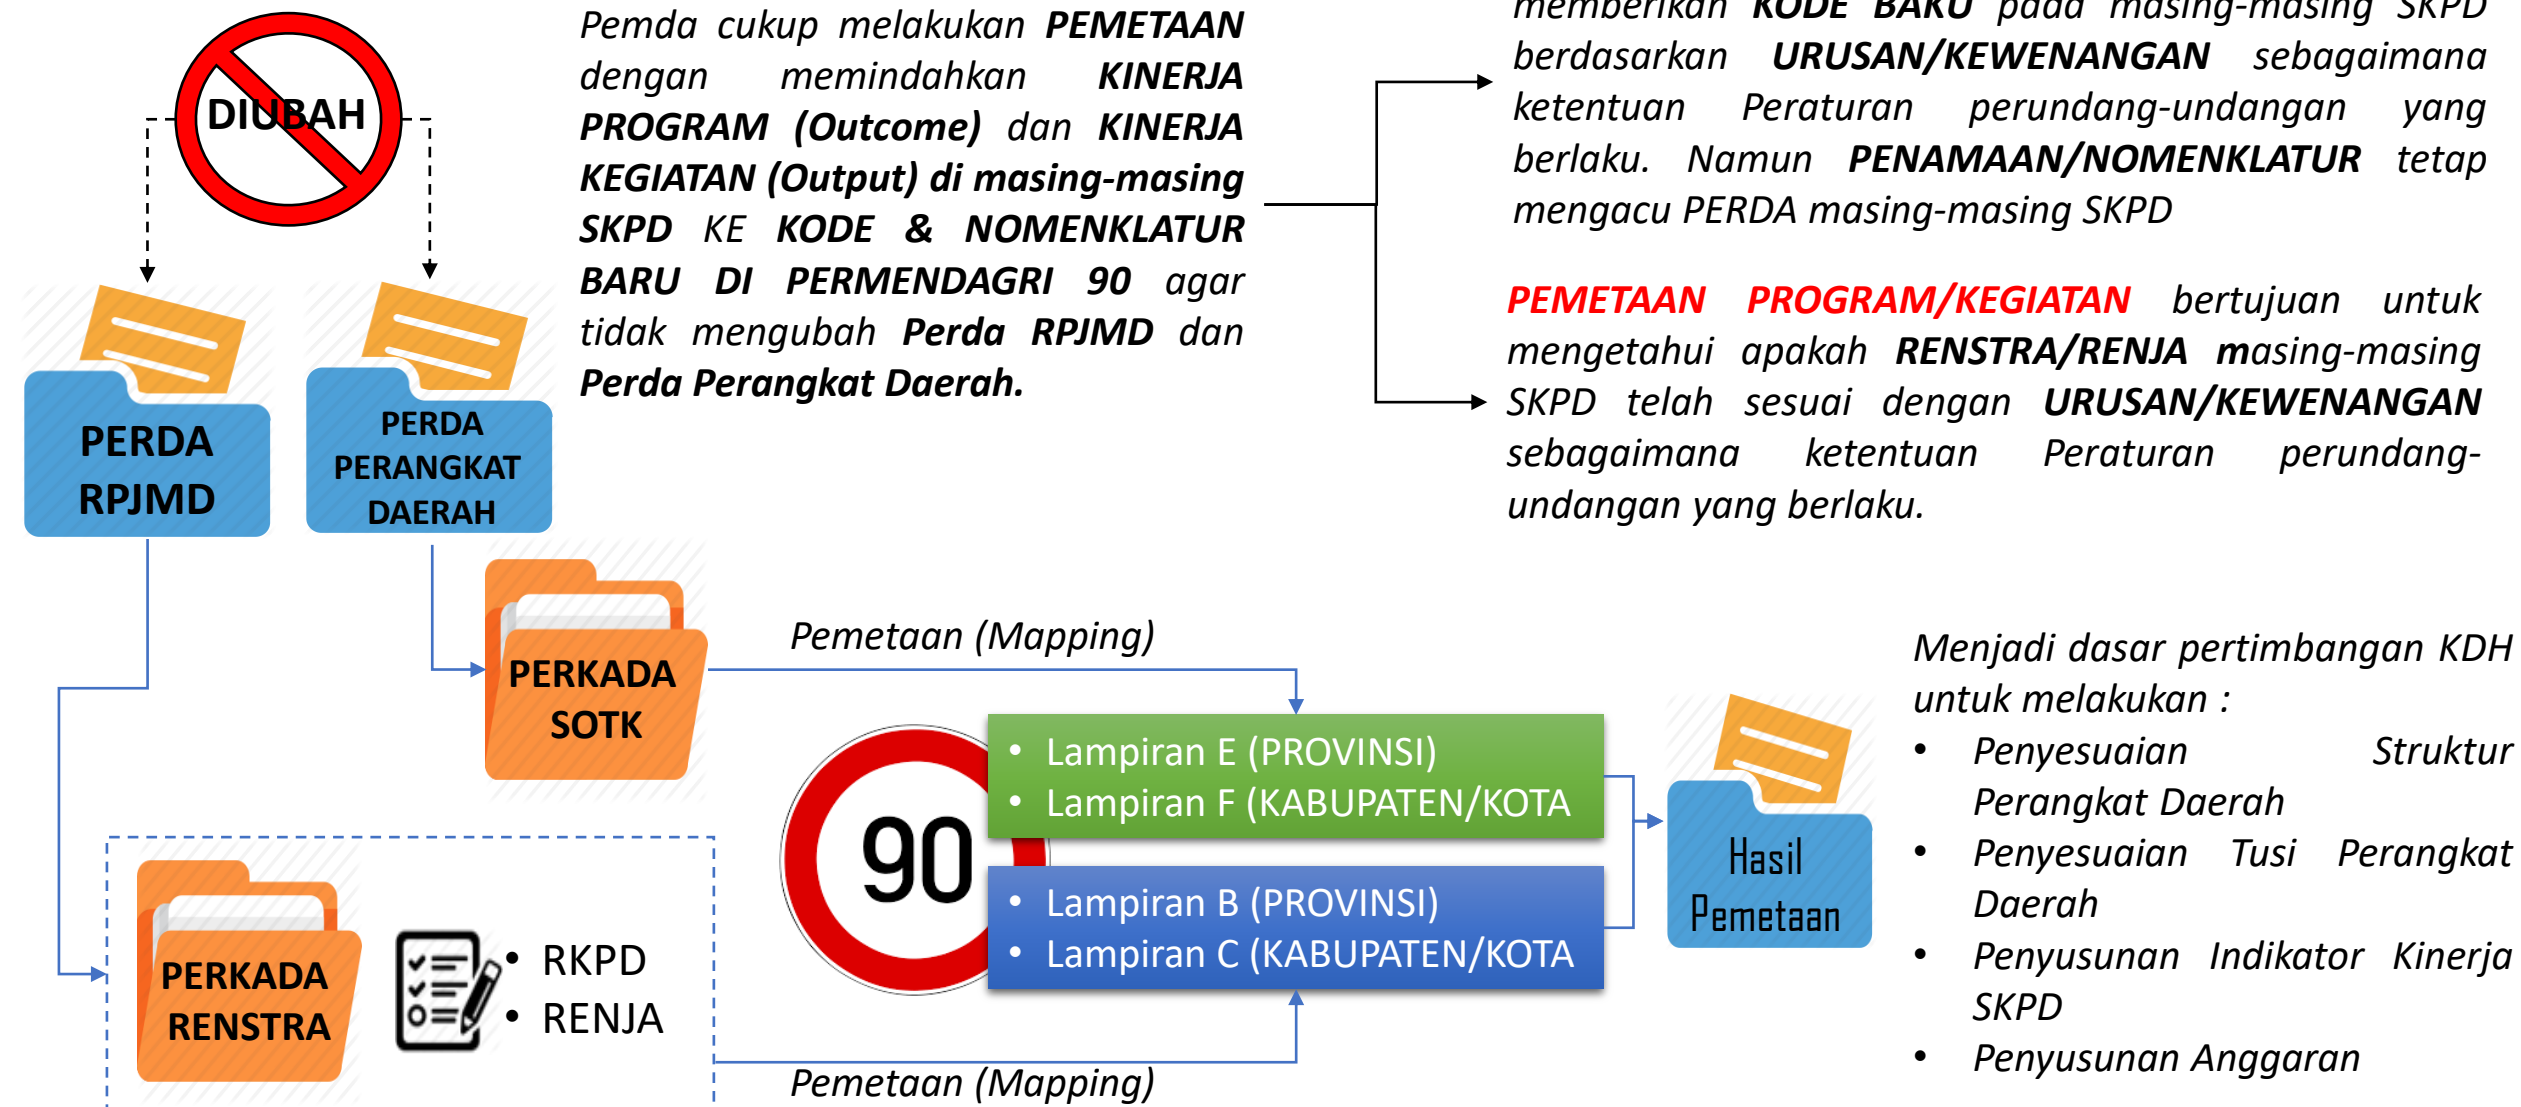 DIUBAH
PERDA
RPJMD
PERDA
PERANGKAT
DAERAH
Pemda cukup melakukan PEMETAAN
dengan memindahkan KINERJA
PROGRAM (Outcome) dan KINERJA
KEGIATAN (Output) di masing-masing
SKPD KE KODE & NOMENKLATUR
BARU DI PERMENDAGRI 90 agar
tidak mengubah Perda RPJMD dan
Perda Perangkat Daerah.
memberikan KODE BAKU pada masing-masing SKPD
berdasarkan URUSAN/KEWENANGAN sebagaimana
ketentuan Peraturan perundang-undangan yang
berlaku. Namun PENAMAAN/NOMENKLATUR tetap
mengacu PERDA masing-masing SKPD
PEMETAAN PROGRAM/KEGIATAN bertujuan untuk
mengetahui apakah RENSTRA/RENJA masing-masing
SKPD telah sesuai dengan URUSAN/KEWENANGAN
sebagaimana ketentuan Peraturan perundang-
undangan yang berlaku.
PERKADA
SOTK
Pemetaan (Mapping)
90
• Lampiran E (PROVINSI)
• Lampiran F (KABUPATEN/KOTA
• Lampiran B (PROVINSI)
• Lampiran C (KABUPATEN/KOTA
PERKADA
RENSTRA
• RKPD
• RENJA
Pemetaan (Mapping)
Hasil
Pemetaan
Menjadi dasar pertimbangan KDH
untuk melakukan :
• Penyesuaian Struktur
Perangkat Daerah
• Penyesuaian Tusi Perangkat
Daerah
• Penyusunan Indikator Kinerja
SKPD
• Penyusunan Anggaran